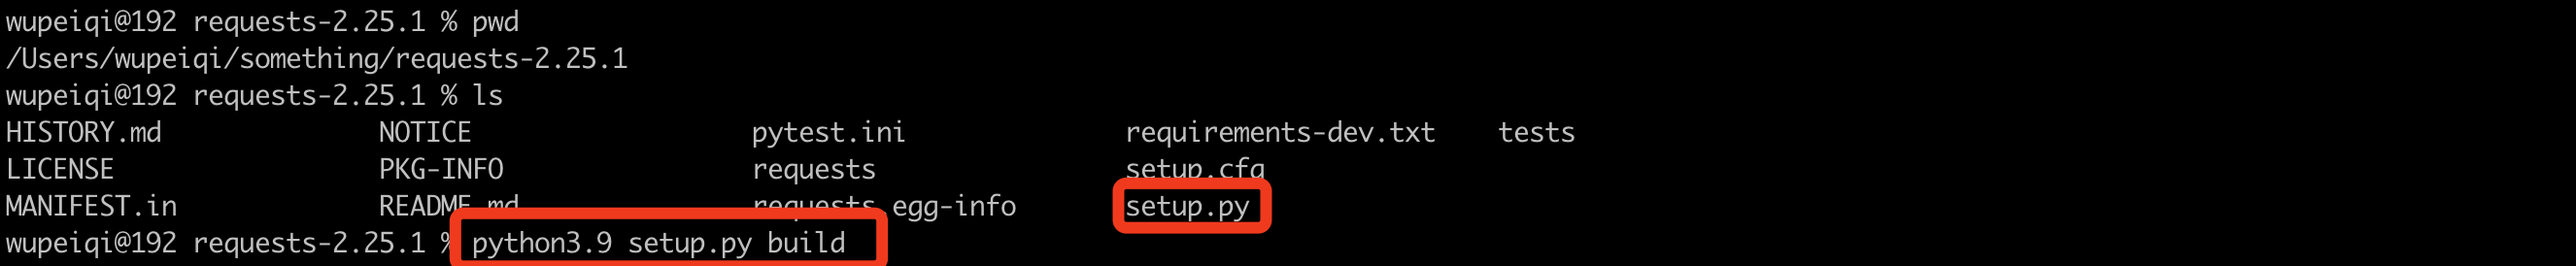 wupeiqi@192 requests-2.25.1 % pwd
/Users/wupeiqi/something/requests-2.25.1
wupeiqi@192 requests-2.25.1 % ls
HISTORY.md NOTICE pytest.ini requirements-dev.txt tests
LICENSE PKG-INFO requests setup.cfg
MANIFEST.in README.md requests.egg-info setup.py
wupeiqi@192 requests-2.25.1 % python3.9 setup.py build